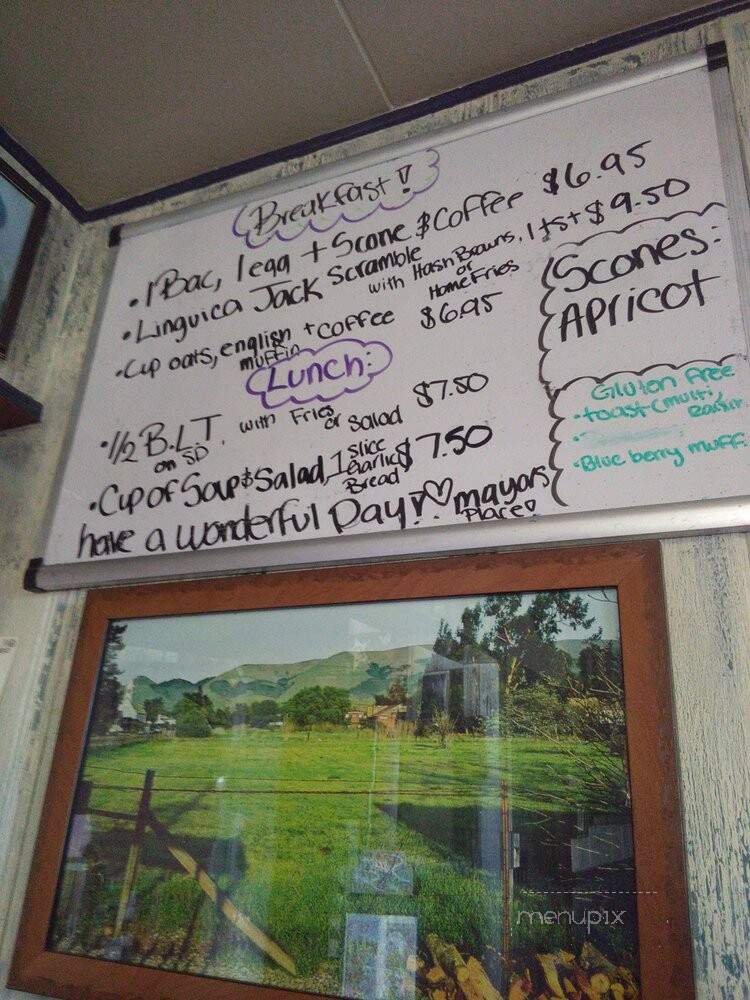 Breakfast!
• 1 Bac, 1 egg + Scone & Coffee $6.95
• Linguica Jack Scramble $9.50
with Hash Browns, 1 tst
or
Home Fries
• Cup oats, english + coffee $6.95
muffin
Lunch:
• 1/2 B.L.T. with Fries $7.50
on SD or Salad
• Cup of Soup & Salad, 1 slice $7.50
Garlic
Bread
have a wonderful Day!! mayors
Place!
Scones:
Apricot
Gluten Free
• toast (multi,
raisin
• Blueberry muff
menupix